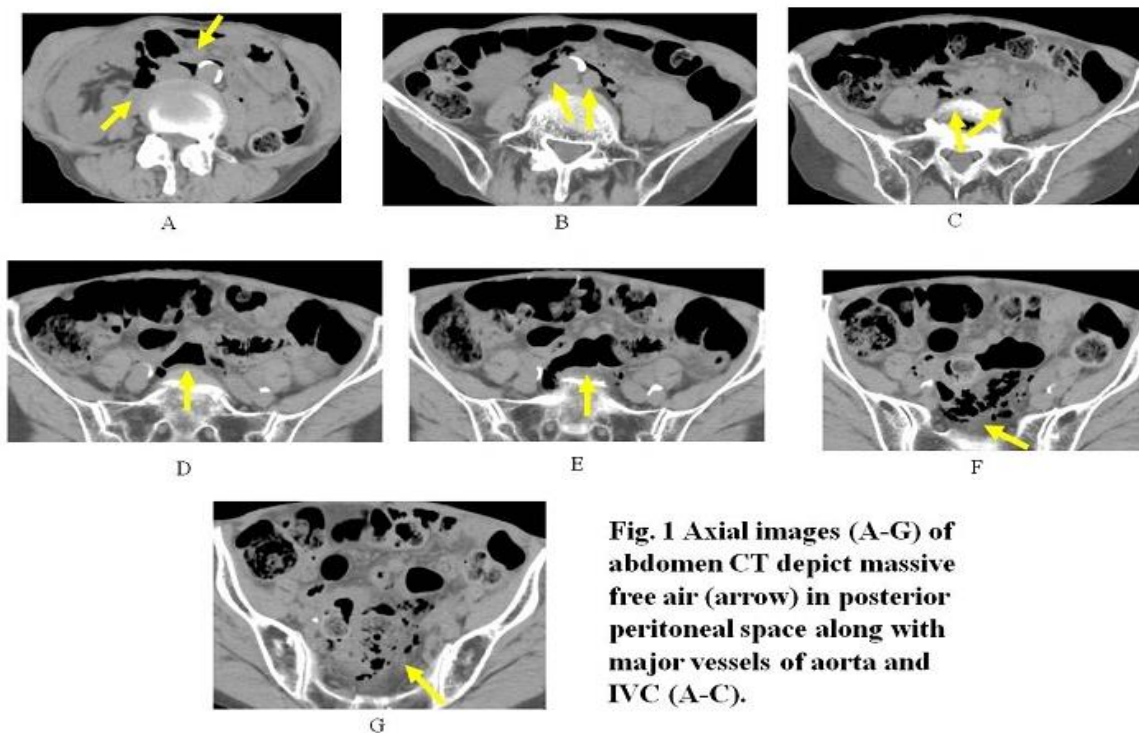 A
B
C
D
E
F
G
Fig. 1 Axial images (A-G) of
abdomen CT depict massive
free air (arrow) in posterior
peritoneal space along with
major vessels of aorta and
IVC (A-C).